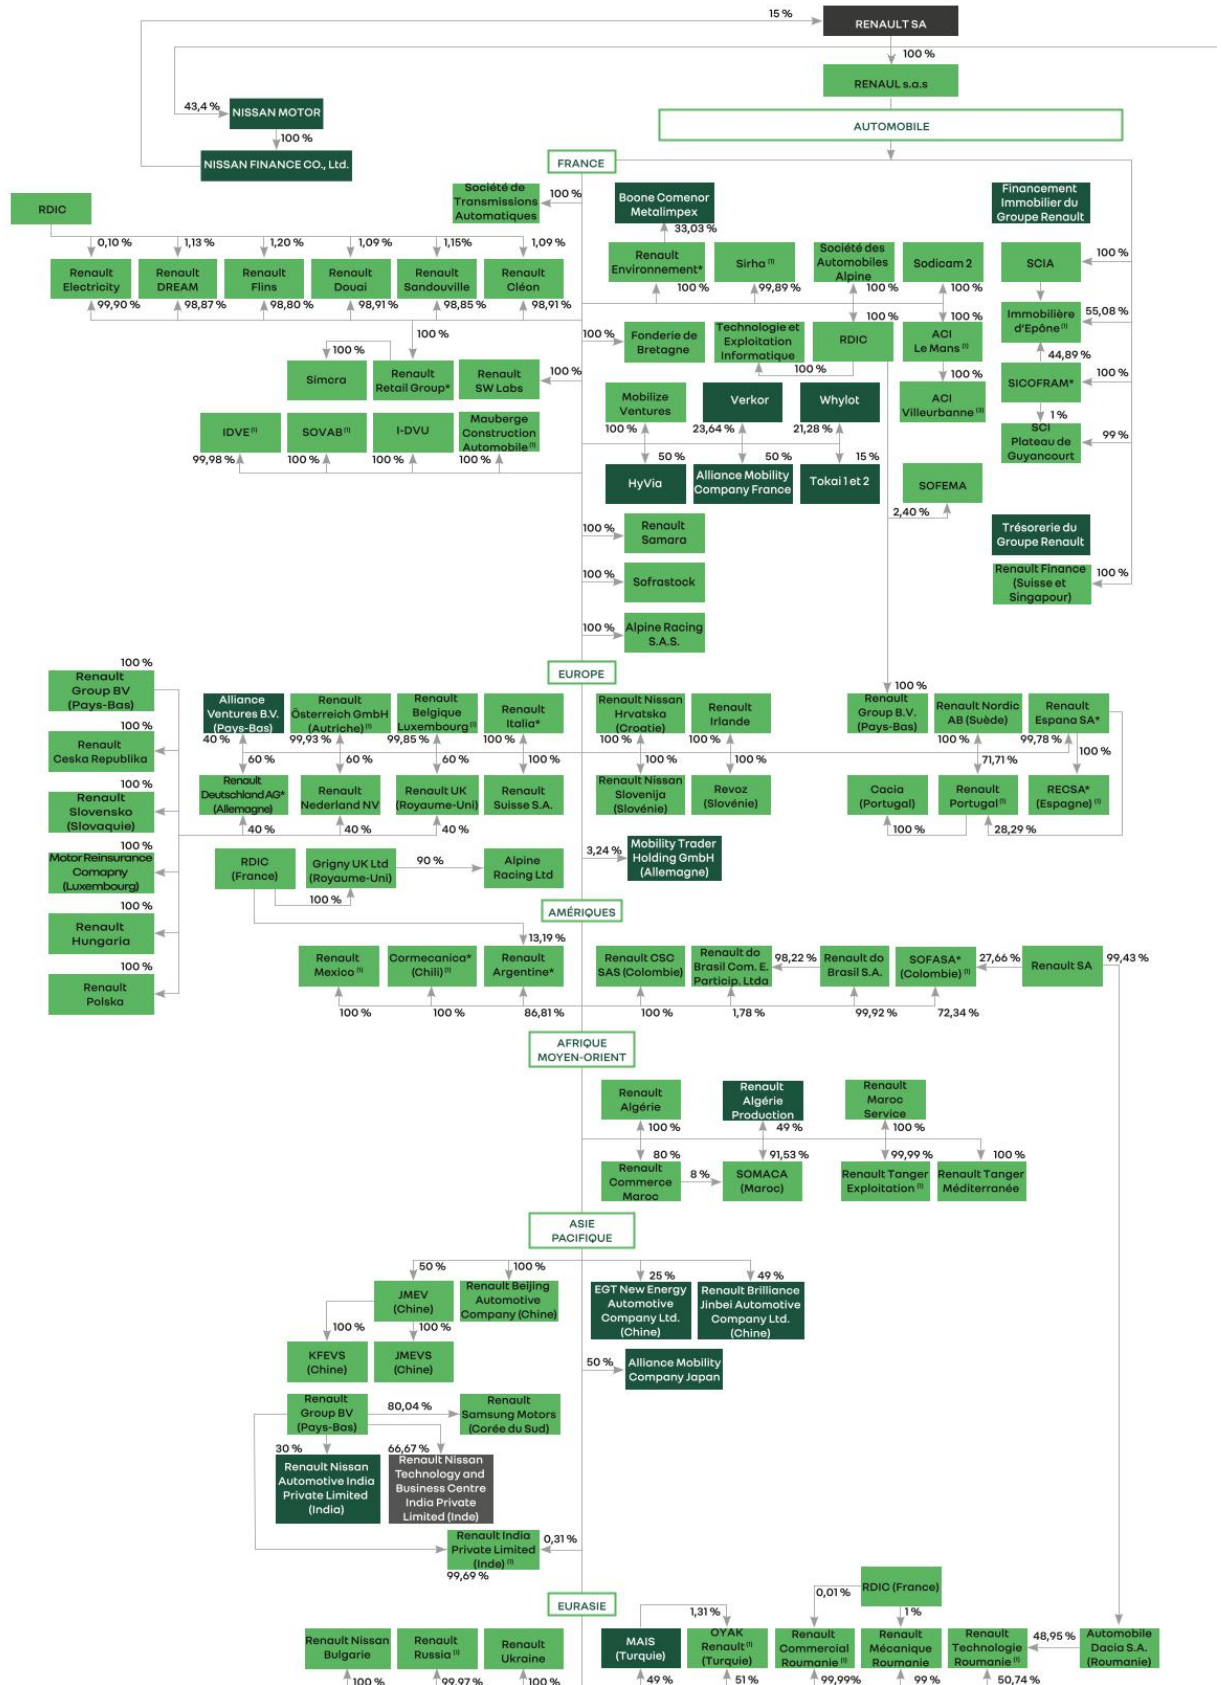 15 %
RENAULT SA
100 %
RENAUL s.a.s
43,4 %
NISSAN MOTOR
AUTOMOBILE
100 %
NISSAN FINANCE CO., Ltd.
FRANCE
Société de
Transmissions
Automatiques
100 %
Boone Comenor
Metalimpex
Financement
Immobilier du
Groupe Renault
RDIC
33,03 %
0,10 %
1,13 %
1,20 %
1,09 %
1,15%
1,09 %
Renault
Electricity
Renault
DREAM
Renault
Flins
Renault
Douai
Renault
Sandouville
Renault
Cléon
Renault
Environnement*
Sirha (1)
Société des
Automobiles
Alpine
Sodicam 2
SCIA
100 %
99,90 %
98,87 %
98,80 %
98,91 %
98,85 %
98,91 %
100 %
99,89 %
100 %
100 %
Immobilière
d'Epône (1)
55,08 %
100 %
100 %
Fonderie de
Bretagne
Technologie et
Exploitation
Informatique
100 %
RDIC
100 %
ACI
Le Mans (1)
44,89 %
100 %
Simcra
Renault
Retail Group*
Renault
SW Labs
100 %
100 %
100 %
SICOFRAM*
100 %
Mobilize
Ventures
Verkor
Whylot
ACI
Villeurbanne (3)
1 %
IDVE (1)
SOVAB (1)
I-DVU
Mauberge
Construction
Automobile (1)
100 %
23,64 %
21,28 %
SCI
Plateau de
Guyancourt
99 %
99,98 %
100 %
100 %
100 %
50 %
50 %
15 %
HyVia
Alliance Mobility
Company France
Tokai 1 et 2
SOFEMA
2,40 %
100 %
Renault
Samara
Trésorerie du
Groupe Renault
100 %
Sofrastock
Renault Finance
(Suisse et
Singapour)
100 %
100 %
Alpine Racing
S.A.S.
EUROPE
100 %
Renault
Group BV
(Pays-Bas)
Alliance
Ventures B.V.
(Pays-Bas)
Renault
Österreich GmbH
(Autriche) (1)
Renault
Belgique
Luxembourg (1)
Renault
Italia*
Renault Nissan
Hrvatska
(Croatie)
Renault
Irlande
100 %
Renault
Group B.V.
(Pays-Bas)
Renault Nordic
AB (Suède)
Renault
Espana SA*
100 %
40 %
99,93 %
99,85 %
100 %
100 %
100 %
100 %
99,78 %
Renault
Ceska Republika
60 %
60 %
60 %
100 %
100 %
100 %
71,71 %
100 %
100 %
Renault
Slovensko
(Slovaquie)
Renault
Deutschland AG*
(Allemagne)
Renault
Nederland NV
Renault UK
(Royaume-Uni)
Renault
Suisse S.A.
Renault Nissan
Slovenija
(Slovénie)
Revoz
(Slovénie)
Cacia
(Portugal)
Renault
Portugal (1)
RECSA*
(Espagne) (1)
40 %
40 %
40 %
100 %
28,29 %
100 %
Motor Reinsurance
Comapny
(Luxembourg)
RDIC
(France)
Grigny UK Ltd
(Royaume-Uni)
90 %
Alpine
Racing Ltd
3,24 %
Mobility Trader
Holding GmbH
(Allemagne)
100 %
100 %
Renault
Hungaria
AMÉRIQUES
100 %
Renault
Polska
13,19 %
Renault
Mexico (1)
Cormecanica*
(Chili) (1)
Renault
Argentine*
Renault CSC
SAS (Colombie)
Renault do
Brasil Com. E.
Particip. Ltda
98,22 %
Renault do
Brasil S.A.
SOFASA*
(Colombie) (1)
27,66 %
Renault SA
99,43 %
100 %
100 %
86,81 %
100 %
1,78 %
99,92 %
72,34 %
AFRIQUE
MOYEN-ORIENT
Renault
Algérie
Renault
Algérie
Production
Renault
Maroc
Service
100 %
49 %
100 %
80 %
91,53 %
99,99 %
100 %
Renault
Commerce
Maroc
8 %
SOMACA
(Maroc)
Renault Tanger
Exploitation (1)
Renault Tanger
Méditerranée
ASIE
PACIFIQUE
50 %
100 %
25 %
49 %
JMEV
(Chine)
Renault Beijing
Automotive
Company (Chine)
EGT New Energy
Automotive
Company Ltd.
(Chine)
Renault Brilliance
Jinbei Automotive
Company Ltd.
(Chine)
100 %
100 %
KFEVS
(Chine)
JMEVS
(Chine)
50 %
Alliance Mobility
Company Japan
Renault
Group BV
(Pays-Bas)
80,04 %
Renault
Samsung Motors
(Corée du Sud)
30 %
66,67 %
Renault Nissan
Automotive India
Private Limited
(India)
Renault Nissan
Technology and
Business Centre
India Private
Limited (Inde)
Renault India
Private Limited
(Inde) (1)
0,31 %
99,69 %
EURASIE
RDIC (France)
0,01 %
1 %
1,31 %
Renault Nissan
Bulgarie
Renault
Russia (1)
Renault
Ukraine
MAIS
(Turquie)
OYAK
Renault (1)
(Turquie)
Renault
Commercial
Roumanie (1)
Renault
Mécanique
Roumanie
Renault
Technologie
Roumanie (1)
48,95 %
Automobile
Dacia S.A.
(Roumanie)
100 %
99,97 %
100 %
49 %
51 %
99,99%
99 %
50,74 %